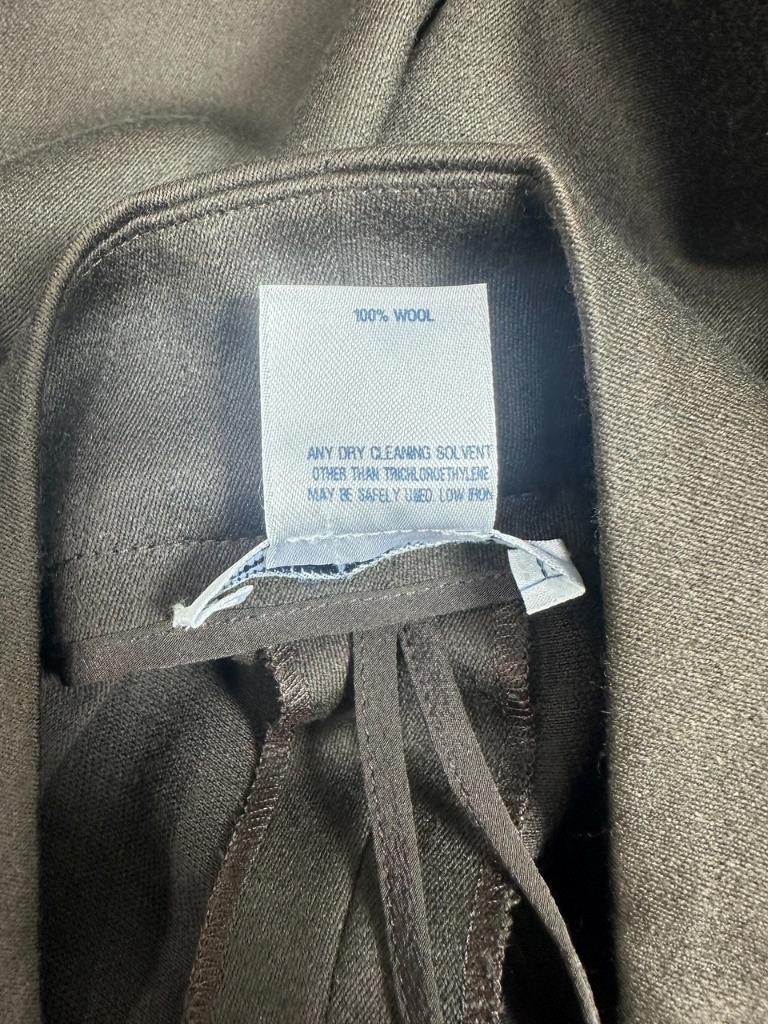 100% WOOL
ANY DRY CLEANING SOLVENT
OTHER THAN TRICHLOROETHYLENE
MAY BE SAFELY USED. LOW IRON